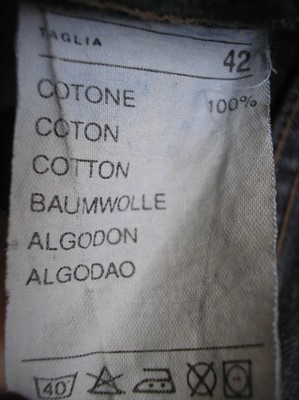 TAGLIA 42
COTONE 100%
COTON
COTTON
BAUMWOLLE
ALGODON
ALGODAO
40